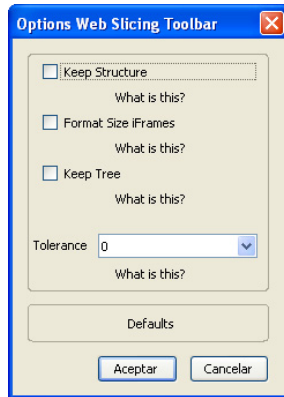 Options Web Slicing Toolbar
Keep Structure
What is this?
Format Size iFrames
What is this?
Keep Tree
What is this?
Tolerance 0
What is this?
Defaults
Aceptar Cancelar